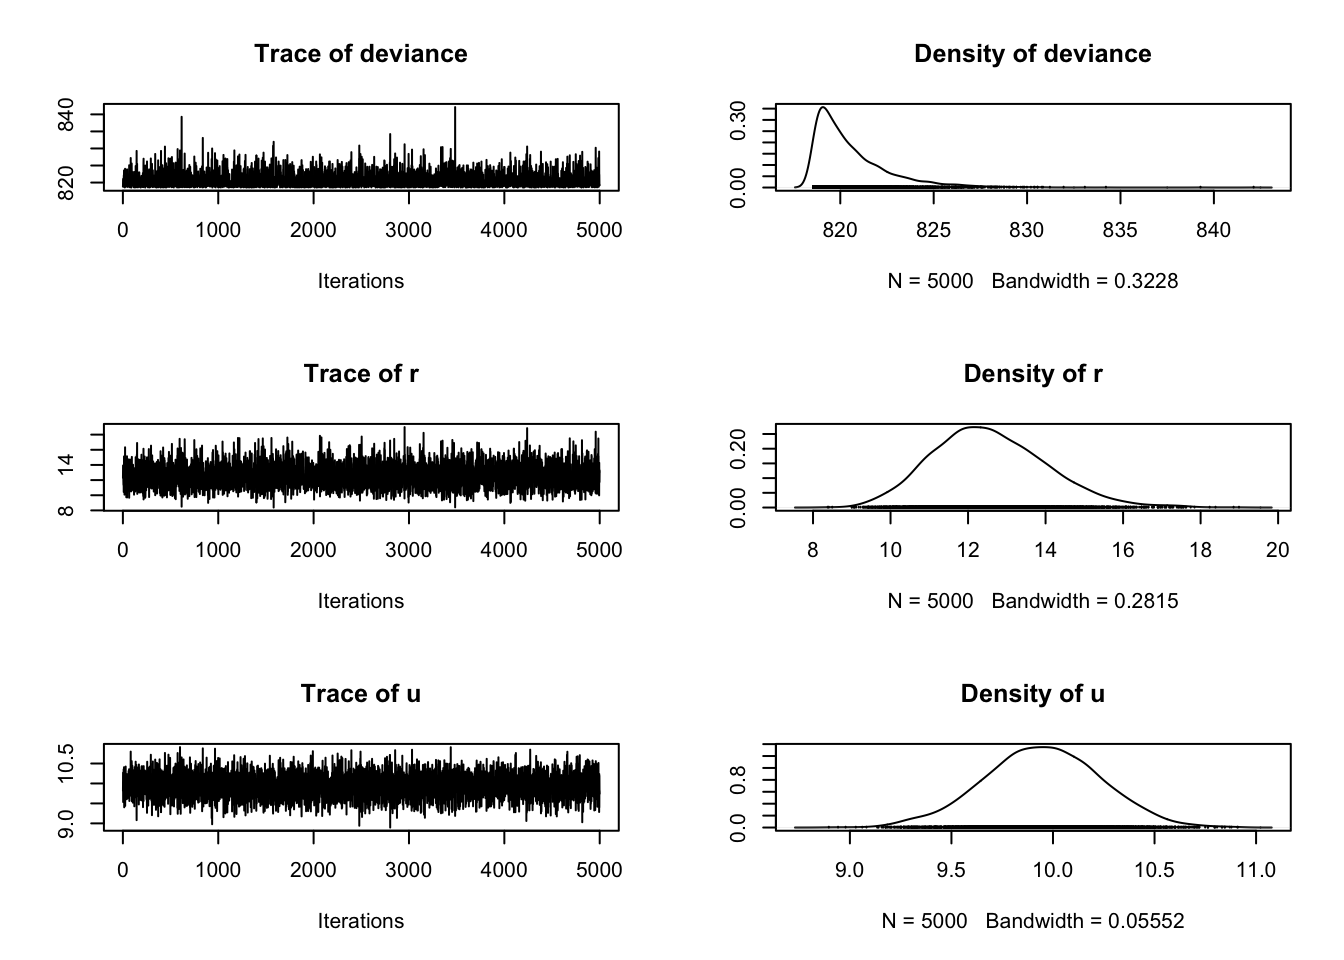 Trace of deviance
840
820
0 1000 2000 3000 4000 5000
Iterations
Density of deviance
0.30
0.00
820 825 830 835 840
N = 5000 Bandwidth = 0.3228
Trace of r
14
8
0 1000 2000 3000 4000 5000
Iterations
Density of r
0.20
0.00
8 10 12 14 16 18 20
N = 5000 Bandwidth = 0.2815
Trace of u
10.5
9.0
0 1000 2000 3000 4000 5000
Iterations
Density of u
0.8
0.0
9.0 9.5 10.0 10.5 11.0
N = 5000 Bandwidth = 0.05552